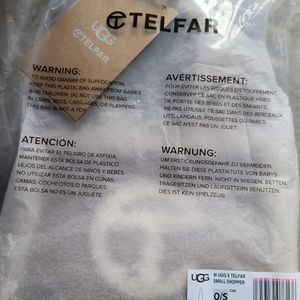 UGG
TELFAR
×
TELFAR
WARNING:
TO AVOID DANGER OF SUFFOCATION
KEEP THIS PLASTIC BAG AWAY FROM BABIES
AND CHILDREN. DO NOT USE THIS BAG
IN CRIBS, BEDS, CARRIAGES, OR PLAYPENS.
THIS BAG IS NOT A TOY.
AVERTISSEMENT:
POUR ÉVITER LES RISQUES D'ÉTOUFFEMENT,
CONSERVER CE SAC EN PLASTIQUE HORS
DE PORTÉE DES BÉBÉS ET DES ENFANTS.
NE PAS UTILISER CE SAC DANS DES BERCEAUX,
LITS, LANDAUS, POUSSETTES OU PARCS.
CE SAC N'EST PAS UN JOUET.
ATENCIÓN:
PARA EVITAR EL PELIGRO DE ASFIXIA,
MANTENER ESTA BOLSA DE PLÁSTICO
LEJOS DEL ALCANCE DE NIÑOS Y BEBÉS.
NO UTILIZAR ESTA BOLSA EN CUNAS,
CAMAS, COCHECITOS O PARQUES.
ESTA BOLSA NO ES UN JUGUETE.
WARNUNG:
UM ERSTICKUNGSGEFAHR ZU VERMEIDEN,
HALTEN SIE DIESE PLASTIKTÜTE VON BABYS
UND KINDERN FERN. NICHT IN WIEGEN, BETTEN,
TRAGESITZEN UND LAUFGITTERN BENUTZEN.
DIES IST KEIN SPIELZEUG.
UGG
W UGG X TELFAR
SMALL SHOPPER
O/S